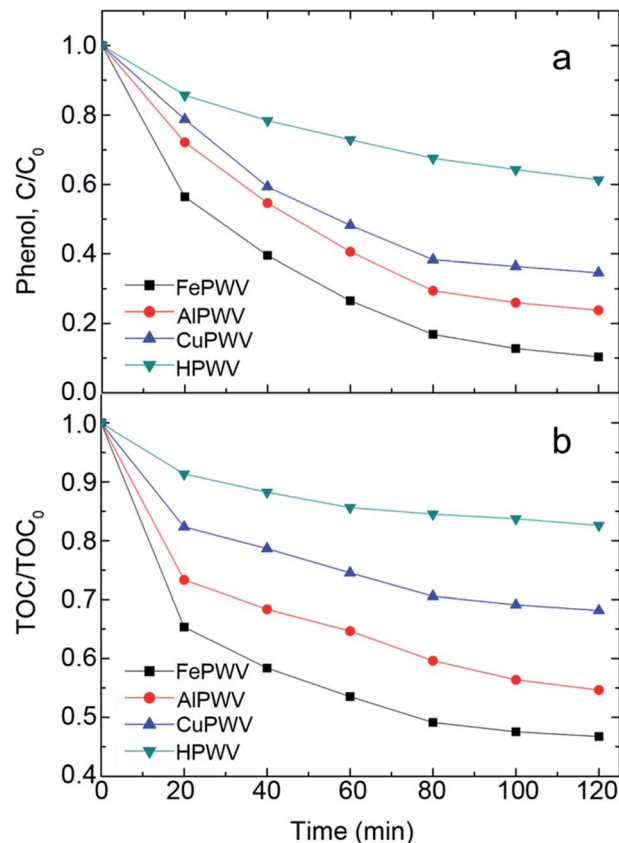 a
1.0
0.8
0.6
0.4
0.2
0.0
Phenol, C/C₀
FePWV
AlPWV
CuPWV
HPWV
b
1.0
0.9
0.8
0.7
0.6
0.5
0.4
TOC/TOC₀
FePWV
AlPWV
CuPWV
HPWV
0 20 40 60 80 100 120
Time (min)